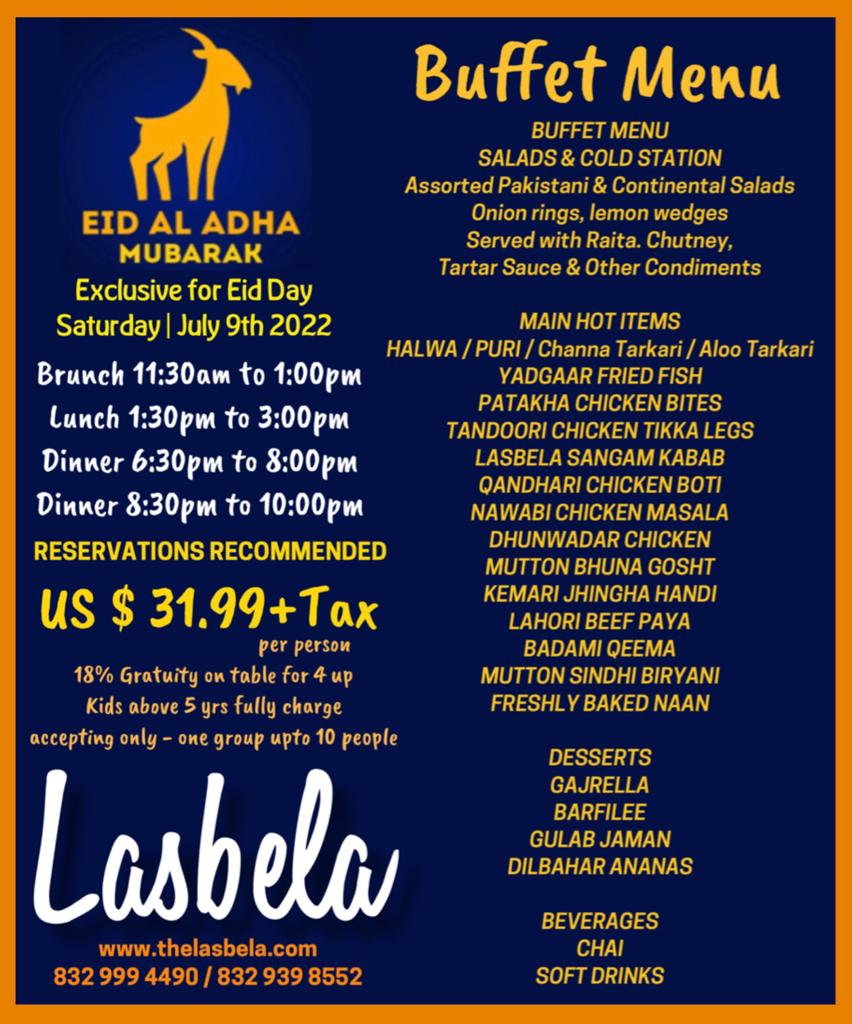 EID AL ADHA
MUBARAK
Exclusive for Eid Day
Saturday | July 9th 2022
Brunch 11:30am to 1:00pm
Lunch 1:30pm to 3:00pm
Dinner 6:30pm to 8:00pm
Dinner 8:30pm to 10:00pm
RESERVATIONS RECOMMENDED
US $ 31.99+Tax
per person
18% Gratuity on table for 4 up
Kids above 5 yrs fully charge
accepting only - one group upto 10 people
Lasbela
www.thelasbela.com
832 999 4490 / 832 939 8552
Buffet Menu
BUFFET MENU
SALADS & COLD STATION
Assorted Pakistani & Continental Salads
Onion rings, lemon wedges
Served with Raita. Chutney,
Tartar Sauce & Other Condiments
MAIN HOT ITEMS
HALWA / PURI / Channa Tarkari / Aloo Tarkari
YADGAAR FRIED FISH
PATAKHA CHICKEN BITES
TANDOORI CHICKEN TIKKA LEGS
LASBELA SANGAM KABAB
QANDHARI CHICKEN BOTI
NAWABI CHICKEN MASALA
DHUNWADAR CHICKEN
MUTTON BHUNA GOSHT
KEMARI JHINGHA HANDI
LAHORI BEEF PAYA
BADAMI QEEMA
MUTTON SINDHI BIRYANI
FRESHLY BAKED NAAN
DESSERTS
GAJRELLA
BARFILEE
GULAB JAMAN
DILBAHAR ANANAS
BEVERAGES
CHAI
SOFT DRINKS